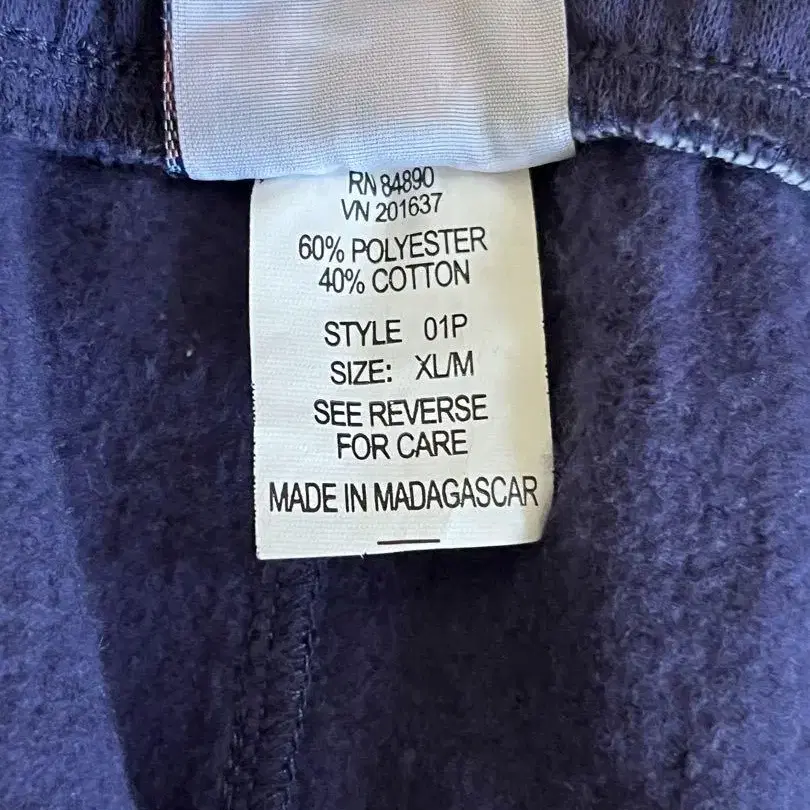 RN 84890
VN 201637
60% POLYESTER
40% COTTON
STYLE 01P
SIZE: XL/M
SEE REVERSE
FOR CARE
MADE IN MADAGASCAR